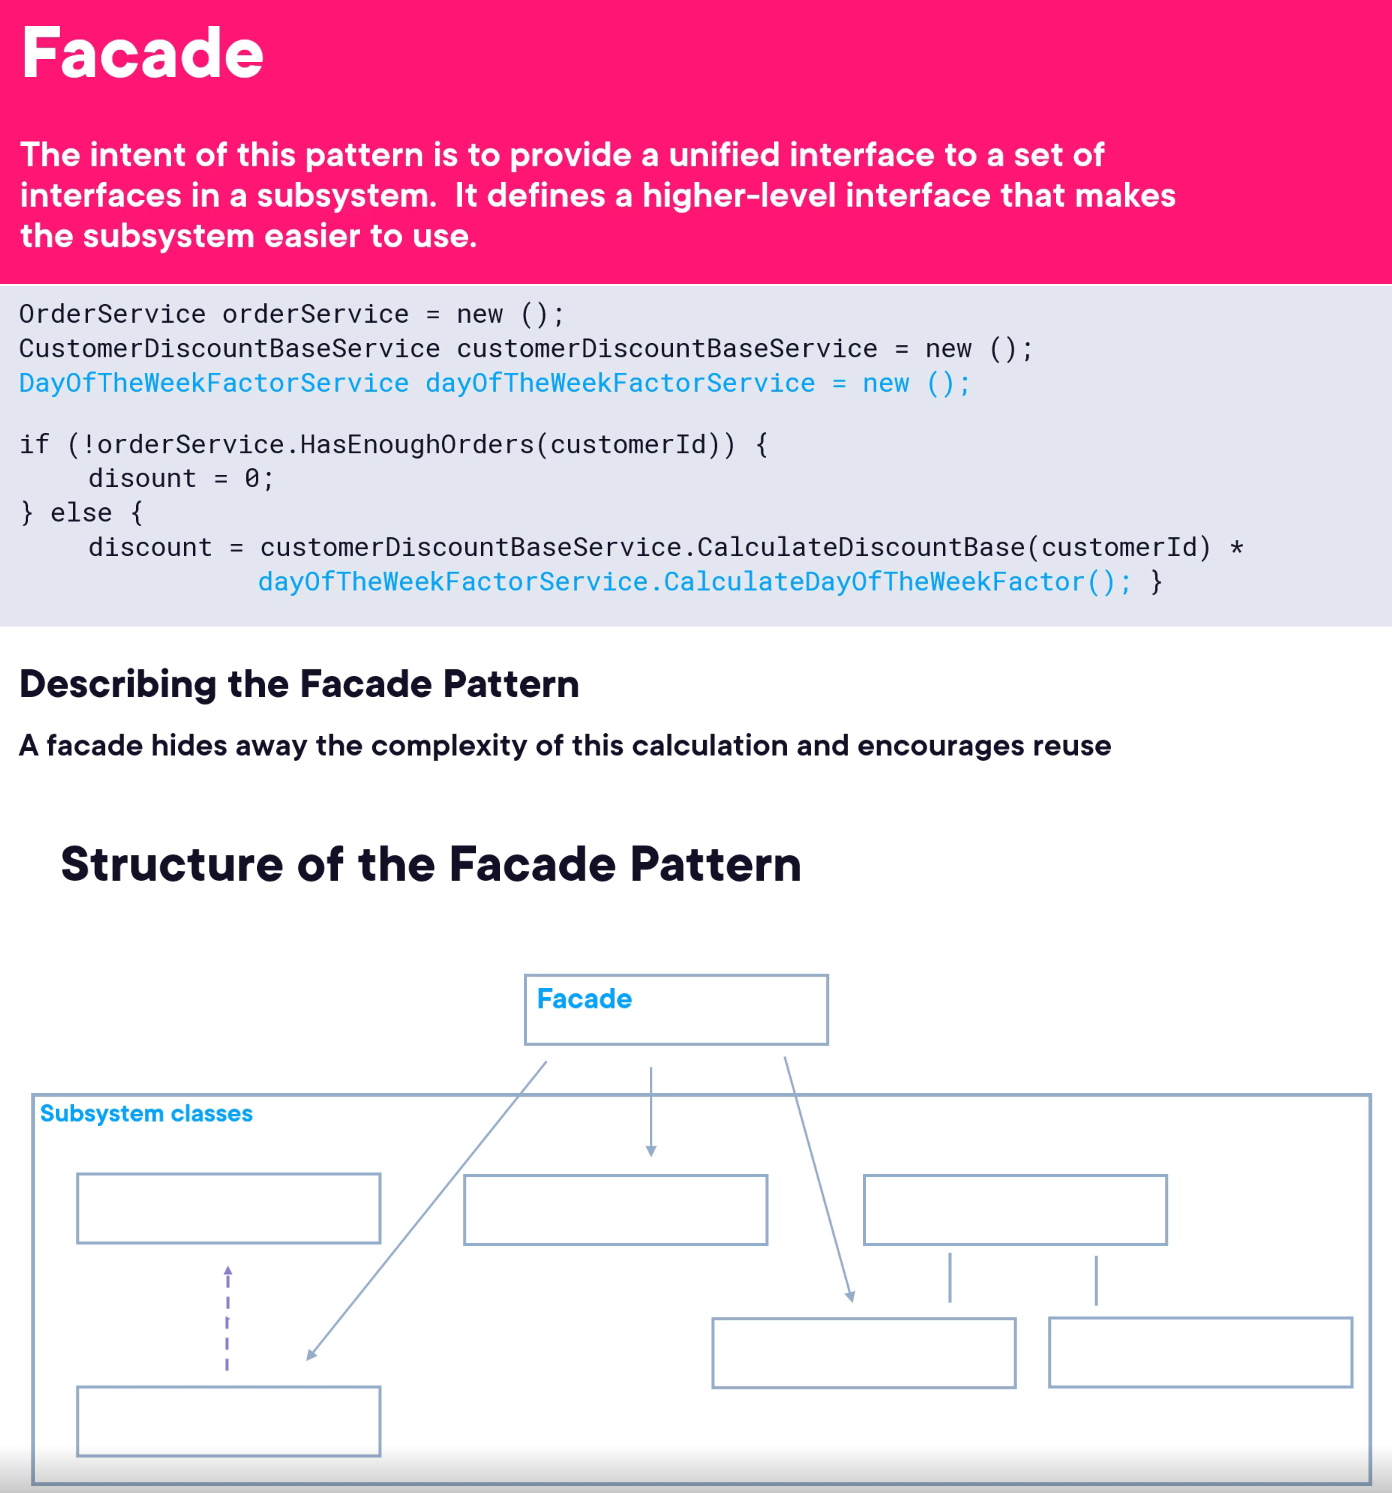 Facade
The intent of this pattern is to provide a unified interface to a set of
interfaces in a subsystem.  It defines a higher-level interface that makes
the subsystem easier to use.
OrderService orderService = new ();
CustomerDiscountBaseService customerDiscountBaseService = new ();
DayOfTheWeekFactorService dayOfTheWeekFactorService = new ();
if (!orderService.HasEnoughOrders(customerId)) {
disount = 0;
} else {
discount = customerDiscountBaseService.CalculateDiscountBase(customerId) *
dayOfTheWeekFactorService.CalculateDayOfTheWeekFactor(); }
Describing the Facade Pattern
A facade hides away the complexity of this calculation and encourages reuse
Structure of the Facade Pattern
Facade
Subsystem classes